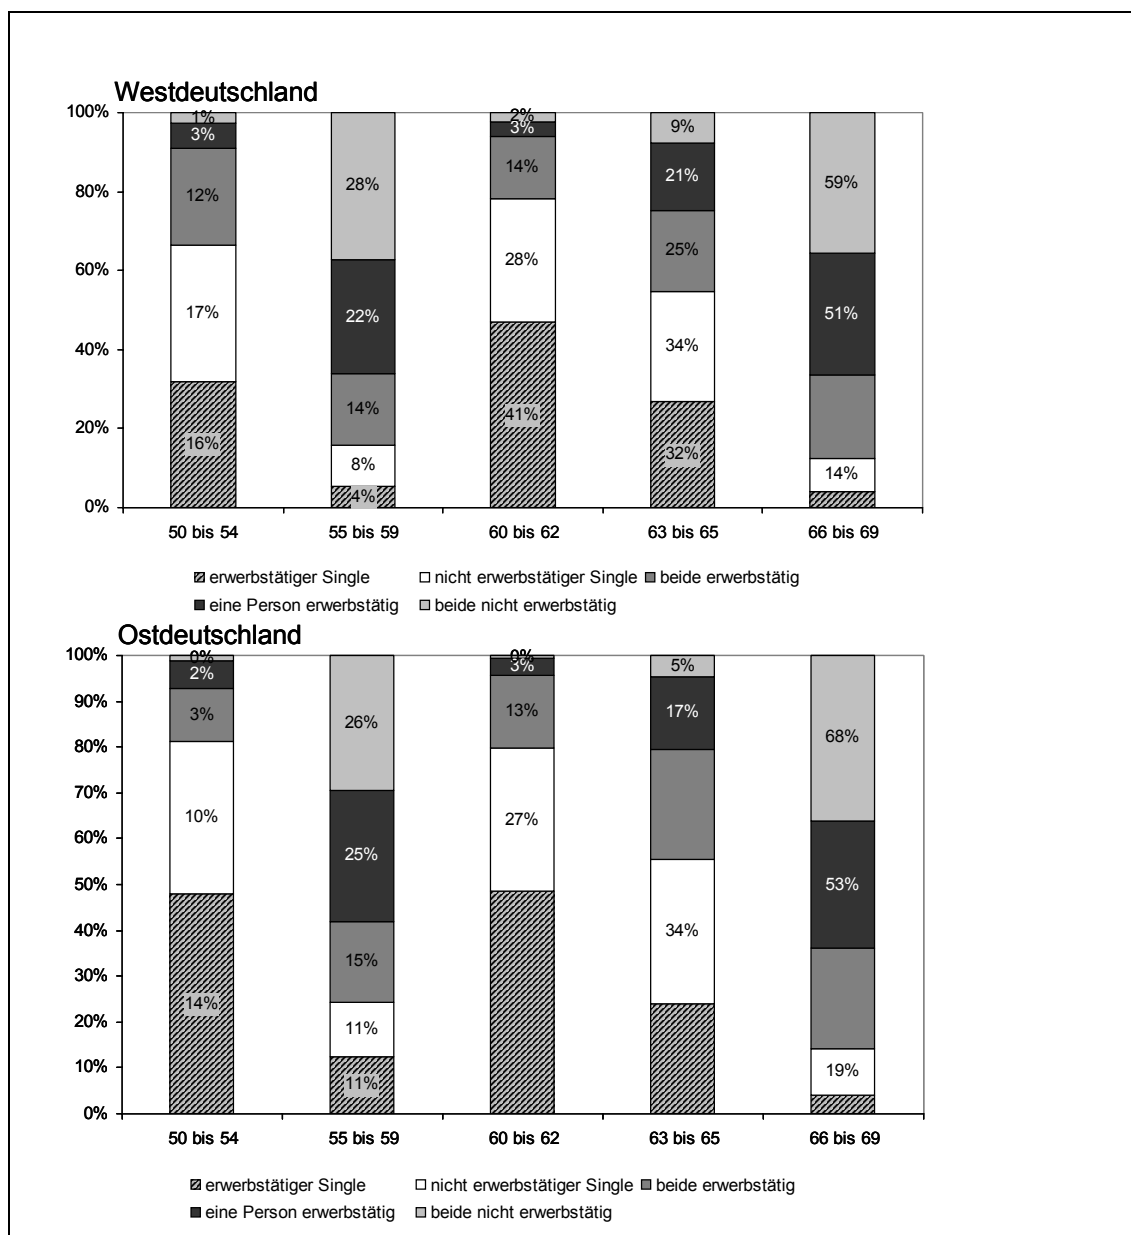 Westdeutschland
100%
80%
60%
40%
20%
0%
1% 2%
3% 3% 9%
12% 28% 14% 21% 59%
17% 22% 28% 25% 51%
16% 14% 41% 34% 14%
8% 32%
4%
50 bis 54 55 bis 59 60 bis 62 63 bis 65 66 bis 69
erwerbstätiger Single nicht erwerbstätiger Single beide erwerbstätig
eine Person erwerbstätig beide nicht erwerbstätig
Ostdeutschland
100%
90%
80%
70%
60%
50%
40%
30%
20%
10%
0%
0% 0%
2% 3% 5%
3% 26% 13% 17% 68%
10% 25% 27% 34% 53%
14% 15% 19%
11%
11%
50 bis 54 55 bis 59 60 bis 62 63 bis 65 66 bis 69
erwerbstätiger Single nicht erwerbstätiger Single beide erwerbstätig
eine Person erwerbstätig beide nicht erwerbstätig